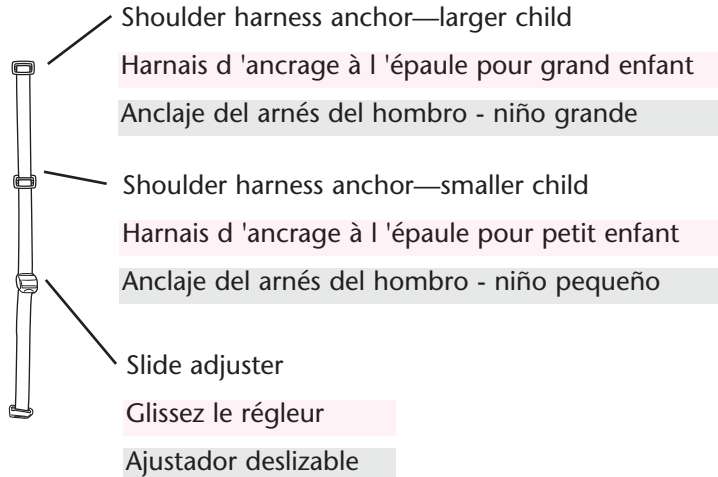 Shoulder harness anchor—larger child
Harnais d 'ancrage à l 'épaule pour grand enfant
Anclaje del arnés del hombro - niño grande
Shoulder harness anchor—smaller child
Harnais d 'ancrage à l 'épaule pour petit enfant
Anclaje del arnés del hombro - niño pequeño
Slide adjuster
Glissez le régleur
Ajustador deslizable